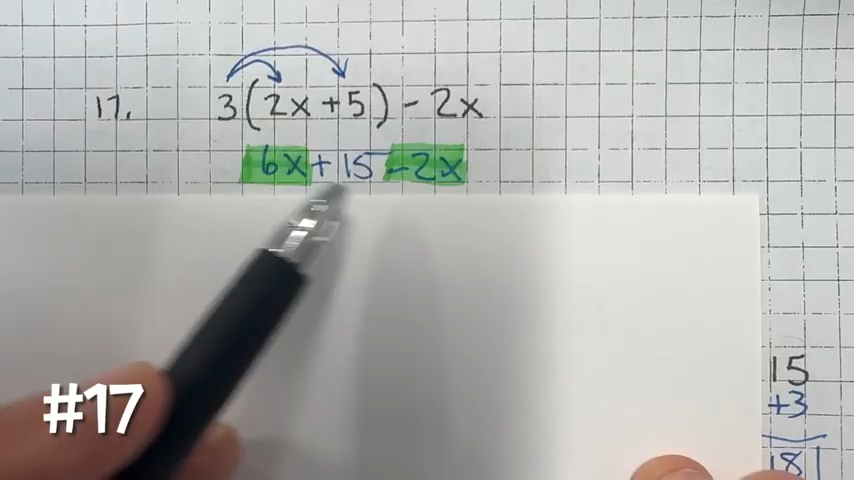 17. 3(2x+5)-2x
6x+15-2x
15
+3
18
#17